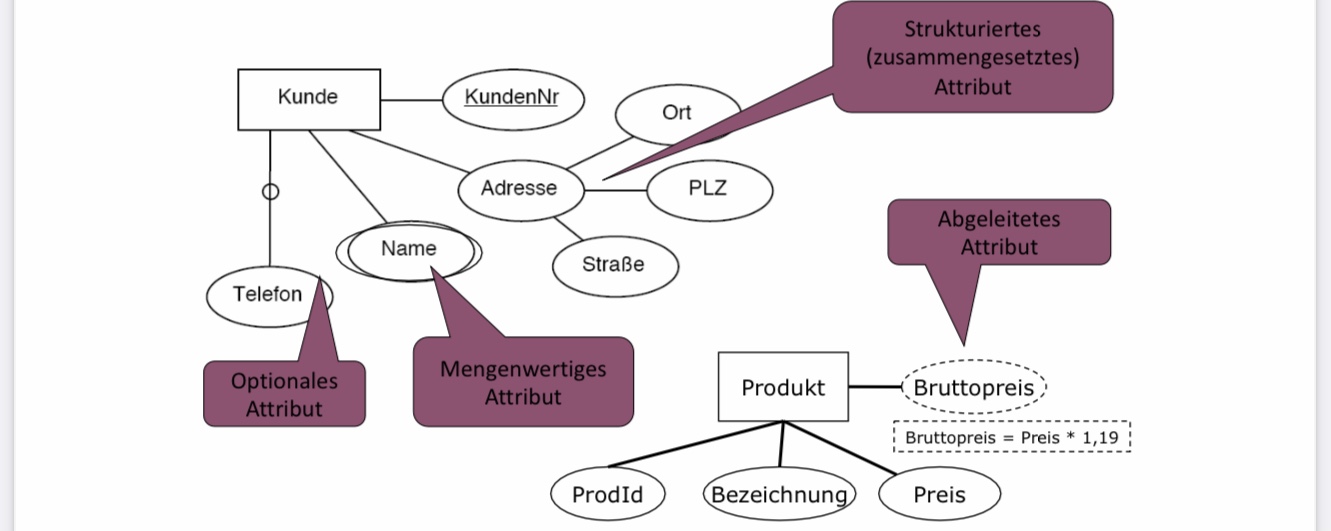 Strukturiertes
(zusammengesetztes)
Attribut
Kunde
KundenNr
Ort
Adresse
PLZ
Name
Straße
Telefon
Abgeleitetes
Attribut
Optionales
Attribut
Mengenwertiges
Attribut
Produkt
Bruttopreis
Bruttopreis = Preis * 1,19
ProdId
Bezeichnung
Preis